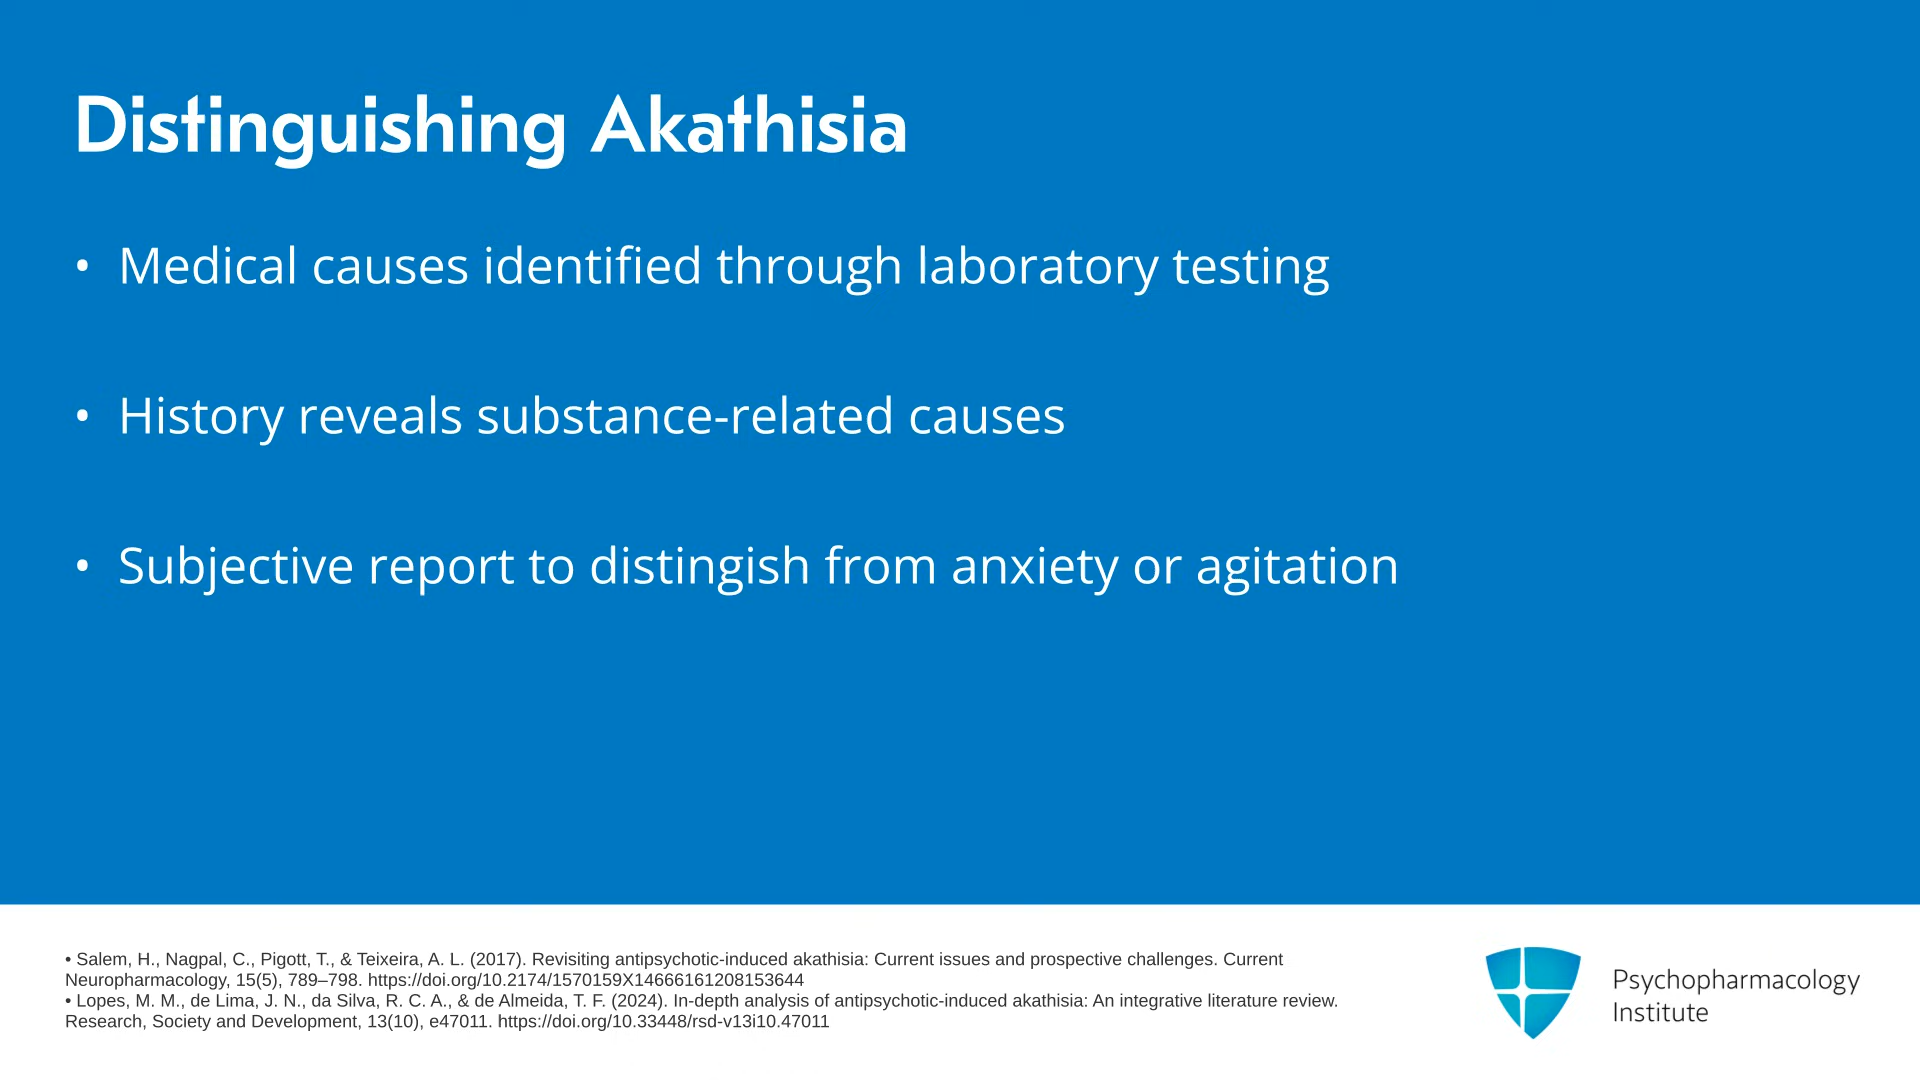 Distinguishing Akathisia
• Medical causes identified through laboratory testing
• History reveals substance-related causes
• Subjective report to distingish from anxiety or agitation
• Salem, H., Nagpal, C., Pigott, T., & Teixeira, A. L. (2017). Revisiting antipsychotic-induced akathisia: Current issues and prospective challenges. Current
Neuropharmacology, 15(5), 789–798. https://doi.org/10.2174/1570159X14666161208153644
• Lopes, M. M., de Lima, J. N., da Silva, R. C. A., & de Almeida, T. F. (2024). In-depth analysis of antipsychotic-induced akathisia: An integrative literature review.
Research, Society and Development, 13(10), e47011. https://doi.org/10.33448/rsd-v13i10.47011
Psychopharmacology
Institute